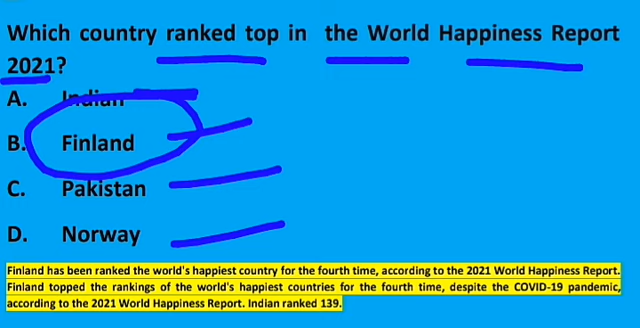 Which country ranked top in the World Happiness Report
2021?
A. Indian
B. Finland
C. Pakistan
D. Norway
Finland has been ranked the world's happiest country for the fourth time, according to the 2021 World Happiness Report.
Finland topped the rankings of the world's happiest countries for the fourth time, despite the COVID-19 pandemic,
according to the 2021 World Happiness Report. Indian ranked 139.